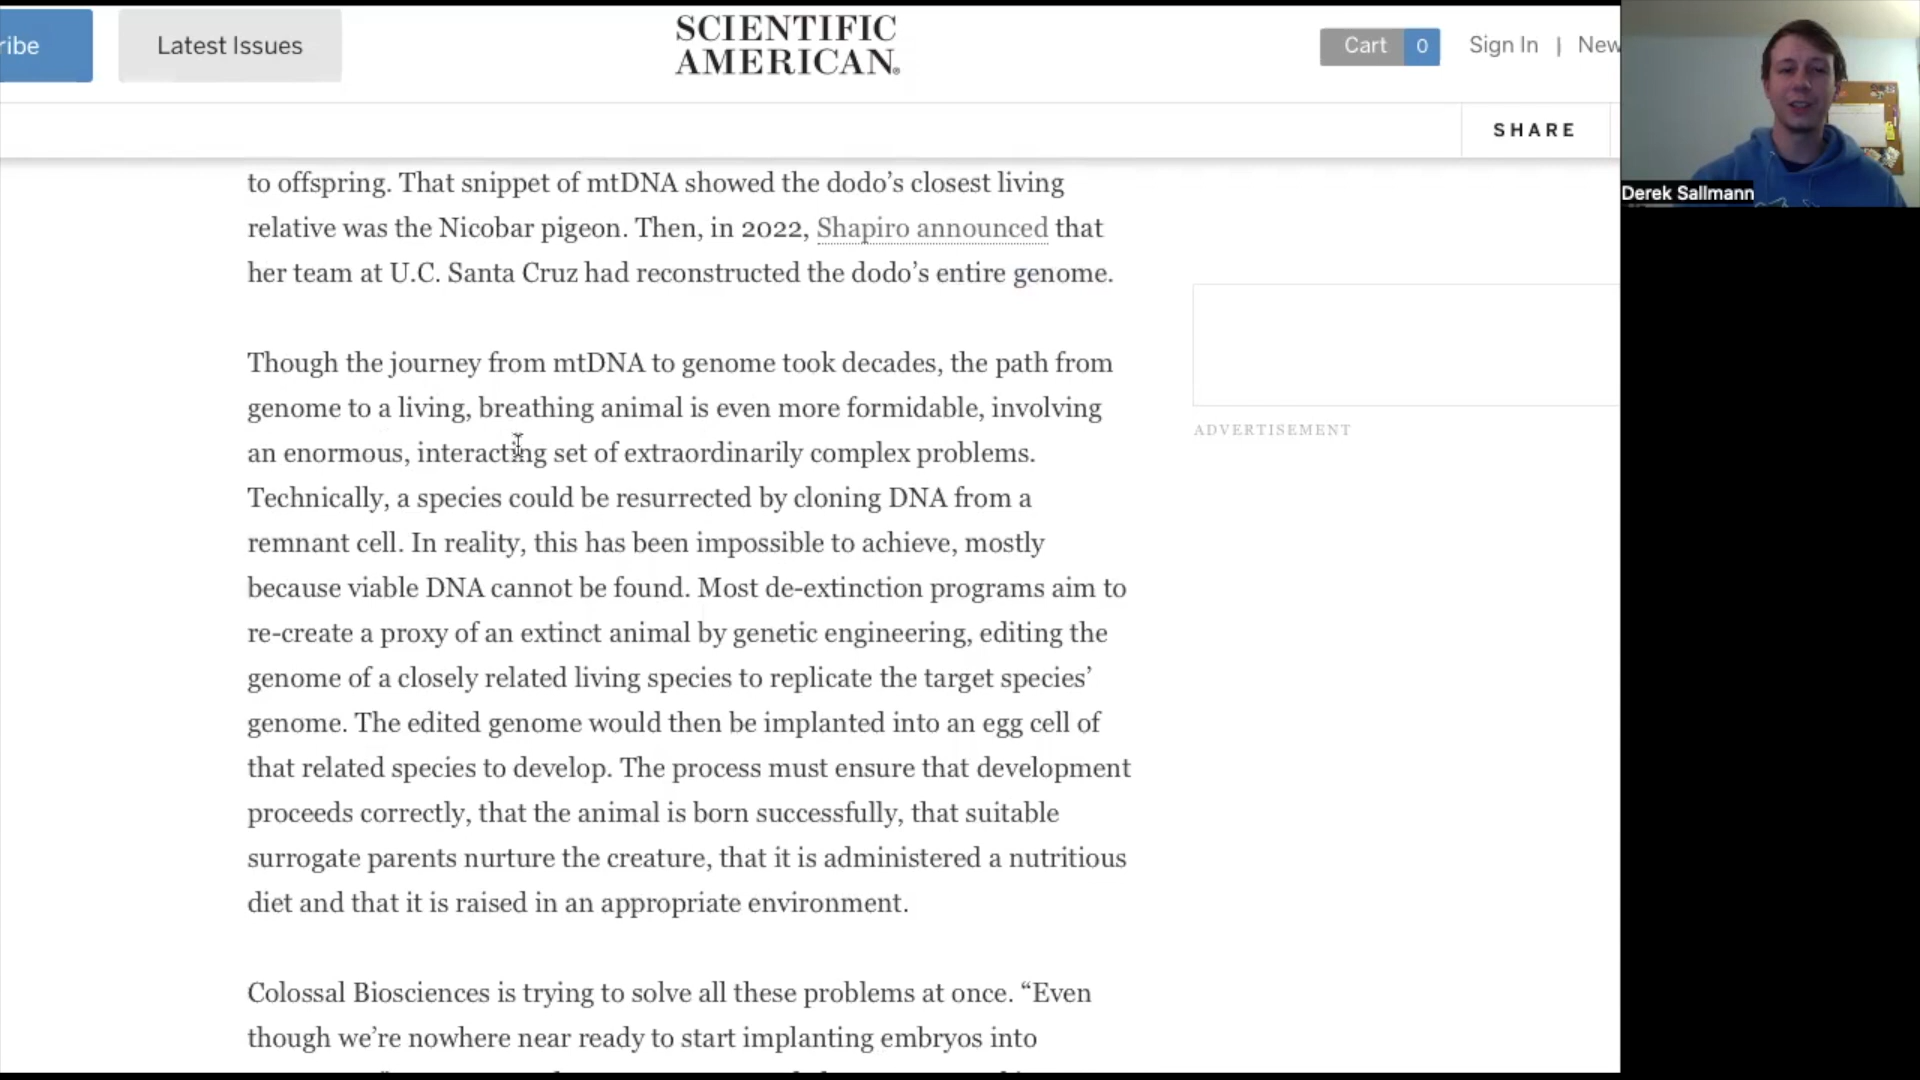 ribe
Latest Issues
SCIENTIFIC
AMERICAN®
Cart 0
Sign In | New
SHARE
Derek Sallmann
to offspring. That snippet of mtDNA showed the dodo’s closest living
relative was the Nicobar pigeon. Then, in 2022, Shapiro announced that
her team at U.C. Santa Cruz had reconstructed the dodo’s entire genome.
Though the journey from mtDNA to genome took decades, the path from
genome to a living, breathing animal is even more formidable, involving
an enormous, interacting set of extraordinarily complex problems.
Technically, a species could be resurrected by cloning DNA from a
remnant cell. In reality, this has been impossible to achieve, mostly
because viable DNA cannot be found. Most de-extinction programs aim to
re-create a proxy of an extinct animal by genetic engineering, editing the
genome of a closely related living species to replicate the target species’
genome. The edited genome would then be implanted into an egg cell of
that related species to develop. The process must ensure that development
proceeds correctly, that the animal is born successfully, that suitable
surrogate parents nurture the creature, that it is administered a nutritious
diet and that it is raised in an appropriate environment.
Colossal Biosciences is trying to solve all these problems at once. “Even
though we’re nowhere near ready to start implanting embryos into
ADVERTISEMENT